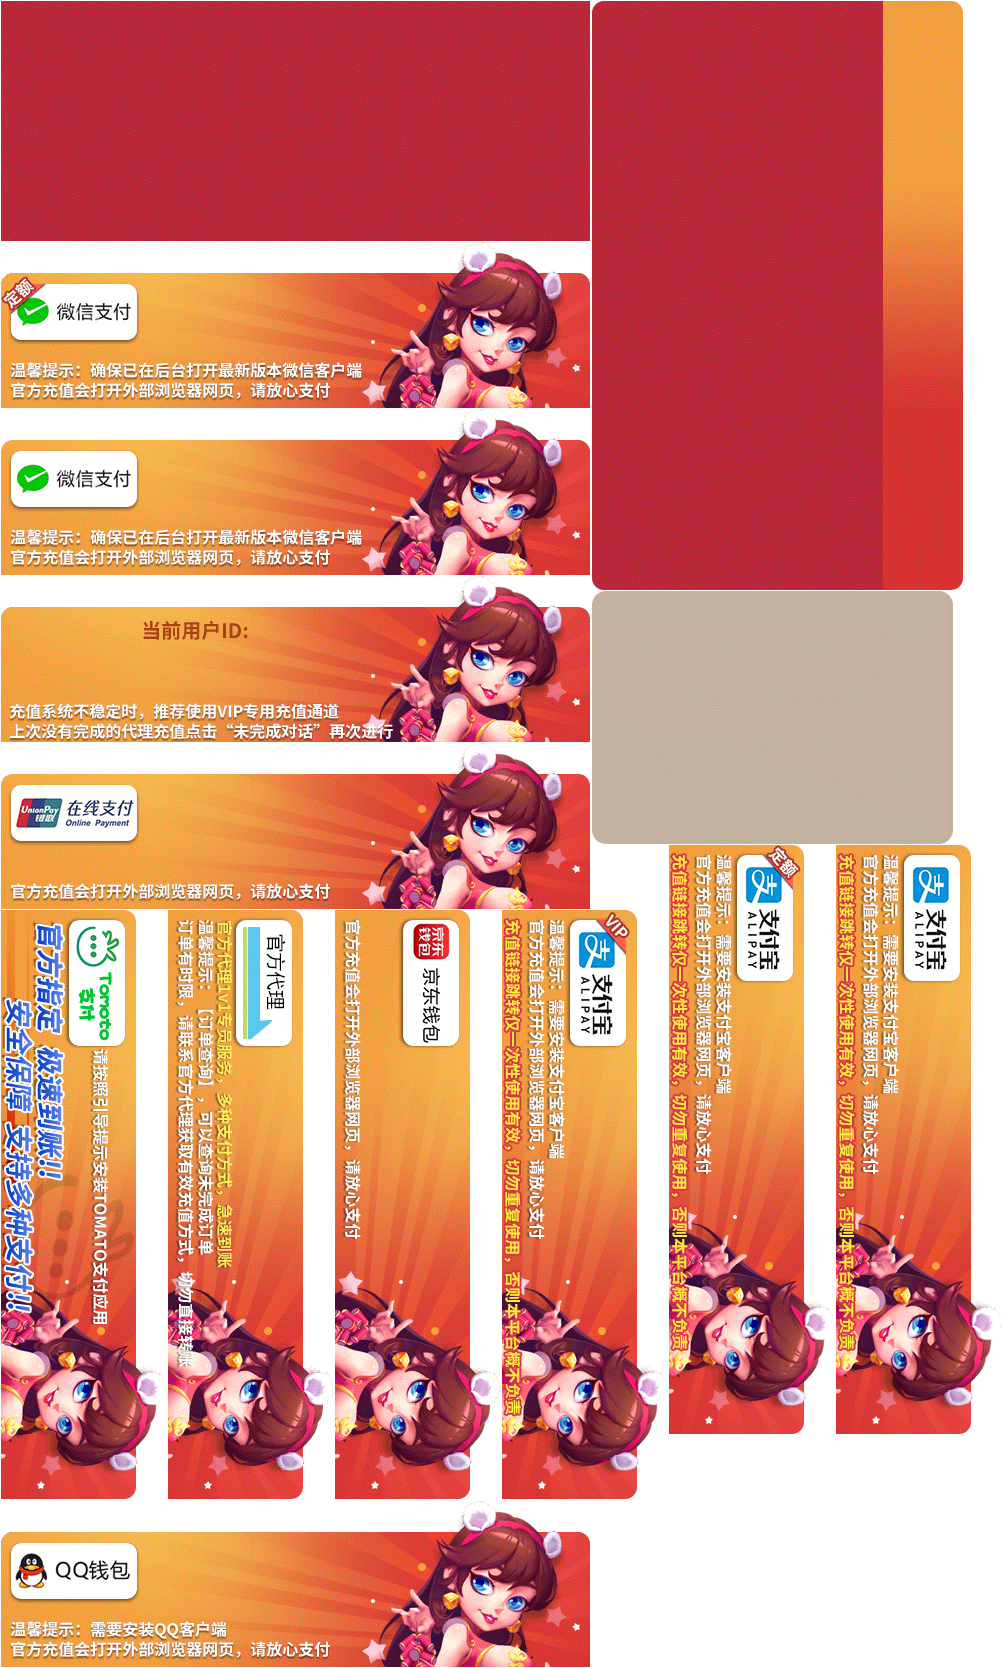 定额
微信支付
温馨提示：确保已在后台打开最新版本微信客户端
官方充值会打开外部浏览器网页，请放心支付
微信支付
温馨提示：确保已在后台打开最新版本微信客户端
官方充值会打开外部浏览器网页，请放心支付
当前用户ID:
充值系统不稳定时，推荐使用VIP专用充值通道
上次没有完成的代理充值点击“未完成对话”再次进行
UnionPay
银联
在线支付
Online Payment
官方充值会打开外部浏览器网页，请放心支付
Tomato
支付
请按照引导提示安装TOMATO支付应用
官方指定 极速到账!!
安全保障 支持多种支付!!!
官方代理
官方代理1v1专员服务，多种支付方式，急速到账
温馨提示：【订单查询】，可以查询未完成订单
订单有时限，请联系官方代理获取有效充值方式，切勿直接转账
京东
钱包
京东钱包
官方充值会打开外部浏览器网页，请放心支付
VIP
支
支付宝
ALIPAY
温馨提示：需要安装支付宝客户端
官方充值会打开外部浏览器网页，请放心支付
充值链接跳转仅一次性使用有效，切勿重复使用，否则本平台概不负责
定额
支
支付宝
ALIPAY
温馨提示：需要安装支付宝客户端
官方充值会打开外部浏览器网页，请放心支付
充值链接跳转仅一次性使用有效，切勿重复使用，否则本平台概不负责
支
支付宝
ALIPAY
温馨提示：需要安装支付宝客户端
官方充值会打开外部浏览器网页，请放心支付
充值链接跳转仅一次性使用有效，切勿重复使用，否则本平台概不负责
QQ钱包
温馨提示：需要安装QQ客户端
官方充值会打开外部浏览器网页，请放心支付